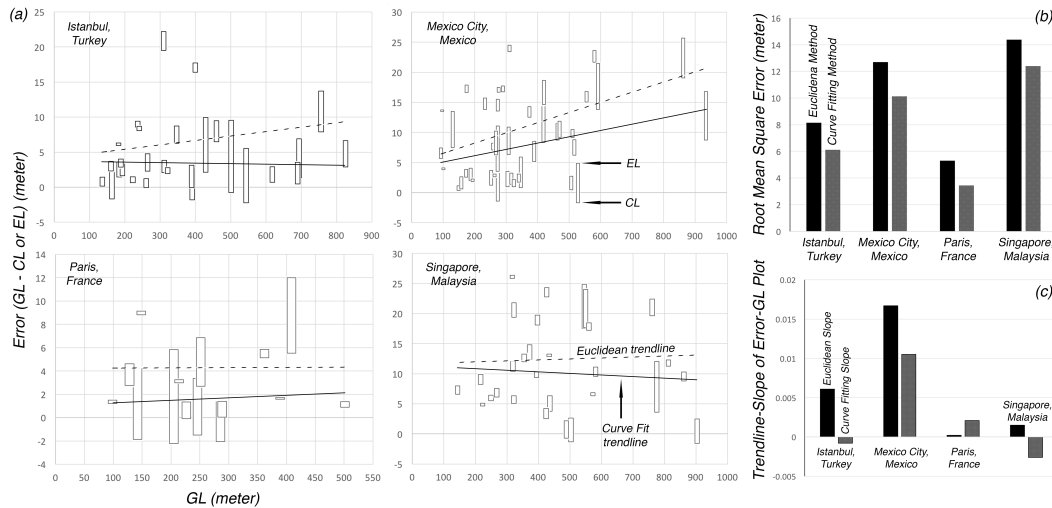 (a)
Error (GL - CL or EL) (meter)
Istanbul,
Turkey
25
20
15
10
5
0
-5
0 100 200 300 400 500 600 700 800 900
Mexico City,
Mexico
30
25
20
15
10
5
0
-5
EL
CL
0 100 200 300 400 500 600 700 800 900 1000
Paris,
France
14
12
10
8
6
4
2
0
-2
-4
0 50 100 150 200 250 300 350 400 450 500 550
Singapore,
Malaysia
30
25
20
15
10
5
0
-5
Euclidean trendline
Curve Fit
trendline
0 100 200 300 400 500 600 700 800 900 1000
GL (meter)
(b)
Root Mean Square Error (meter)
16
14
12
10
8
6
4
2
0
Euclidena Method
Curve Fitting Method
Istanbul,
Turkey
Mexico City,
Mexico
Paris,
France
Singapore,
Malaysia
(c)
Trendline-Slope of Error-GL Plot
0.02
0.015
0.01
0.005
0
-0.005
Euclidean Slope
Curve Fitting Slope
Istanbul,
Turkey
Mexico City,
Mexico
Paris,
France
Singapore,
Malaysia